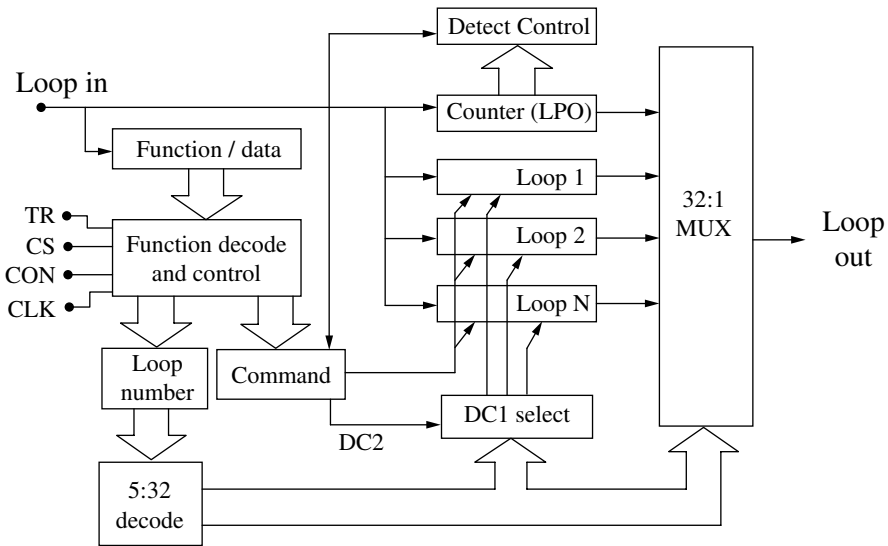 Detect Control
Loop in
Counter (LPO)
Function / data
Loop 1
TR
CS
CON
CLK
Function decode
and control
Loop 2
32:1
MUX
Loop
out
Loop N
Loop
number
Command
DC1 select
DC2
5:32
decode